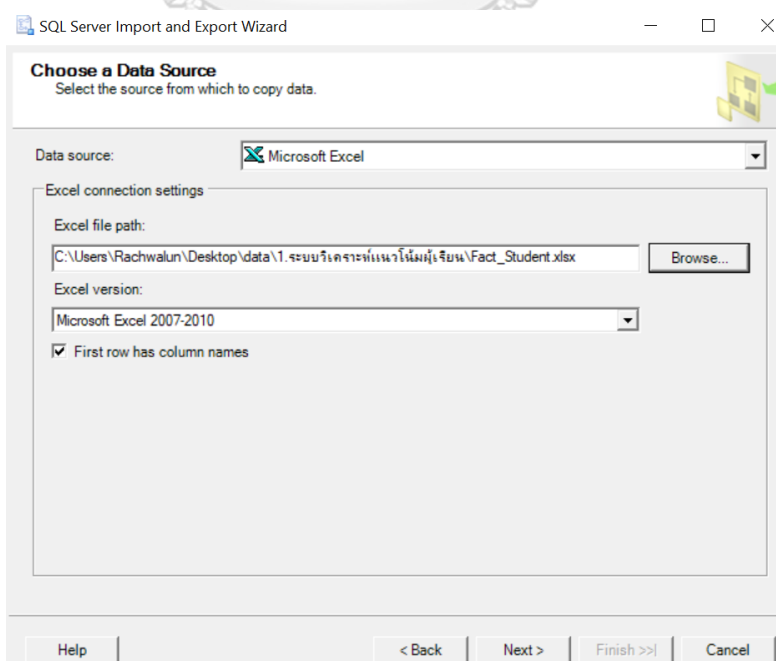 SQL Server Import and Export Wizard
Choose a Data Source
Select the source from which to copy data.
Data source: Microsoft Excel
Excel connection settings
Excel file path:
C:\Users\Rachwalun\Desktop\data\1.ระบบวิเคราะห์แนวโน้มผู้เรียน\Fact_Student.xlsx Browse...
Excel version:
Microsoft Excel 2007-2010
First row has column names
Help < Back Next > Finish >>| Cancel